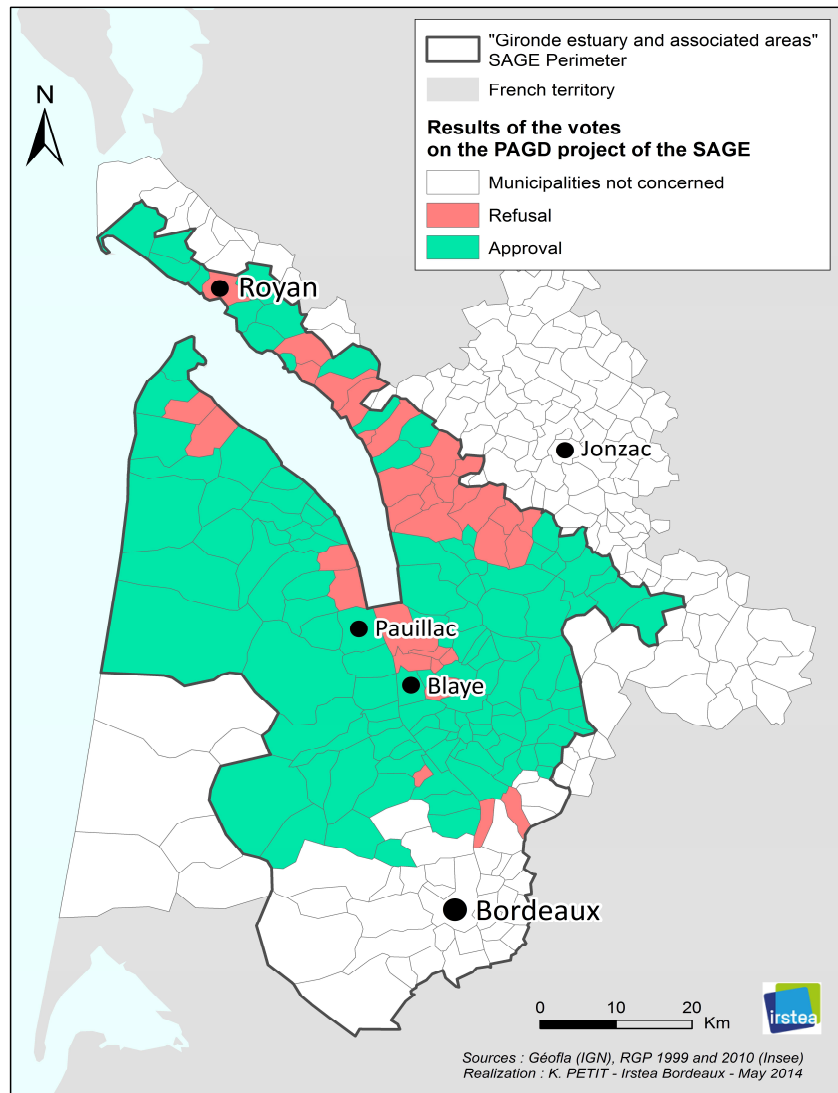 "Gironde estuary and associated areas"
SAGE Perimeter
French territory
Results of the votes
on the PAGD project of the SAGE
Municipalities not concerned
Refusal
Approval
N
Royan
Jonzac
Pauillac
Blaye
Bordeaux
0 10 20
Km
irstea
Sources : Géofla (IGN), RGP 1999 and 2010 (Insee)
Realization : K. PETIT - Irstea Bordeaux - May 2014